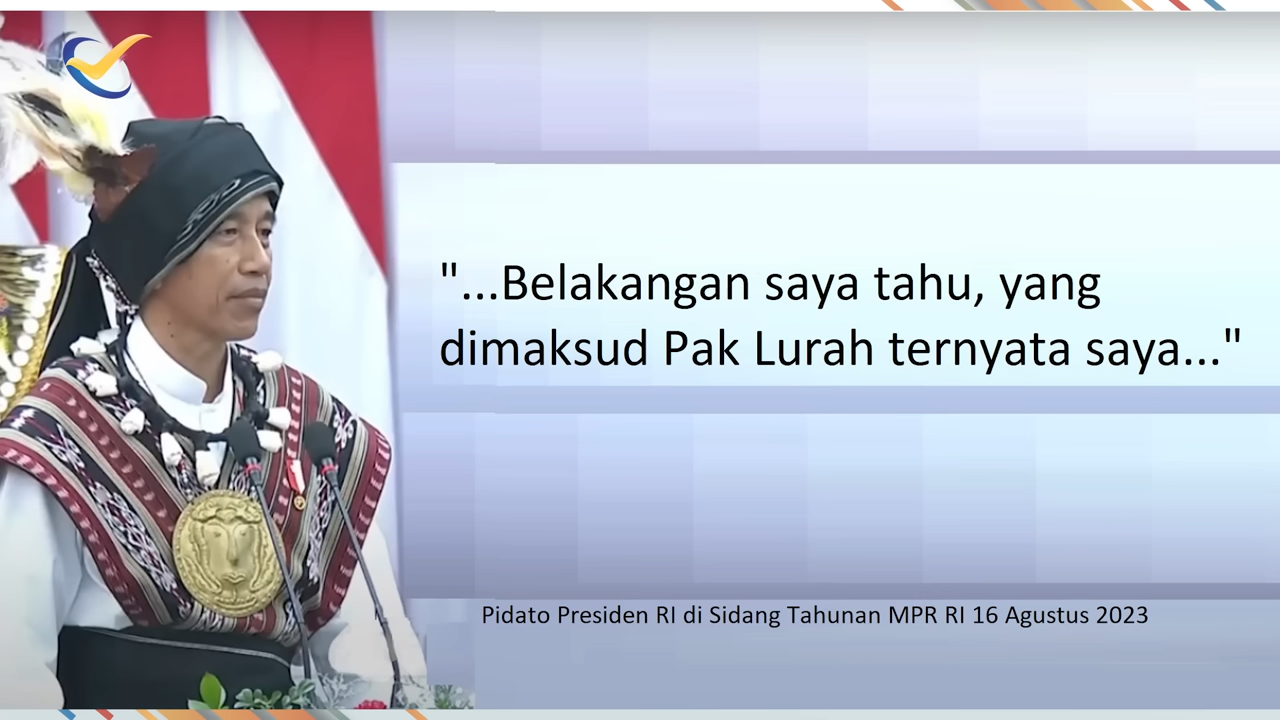 "...Belakangan saya tahu, yang
dimaksud Pak Lurah ternyata saya..."
Pidato Presiden RI di Sidang Tahunan MPR RI 16 Agustus 2023